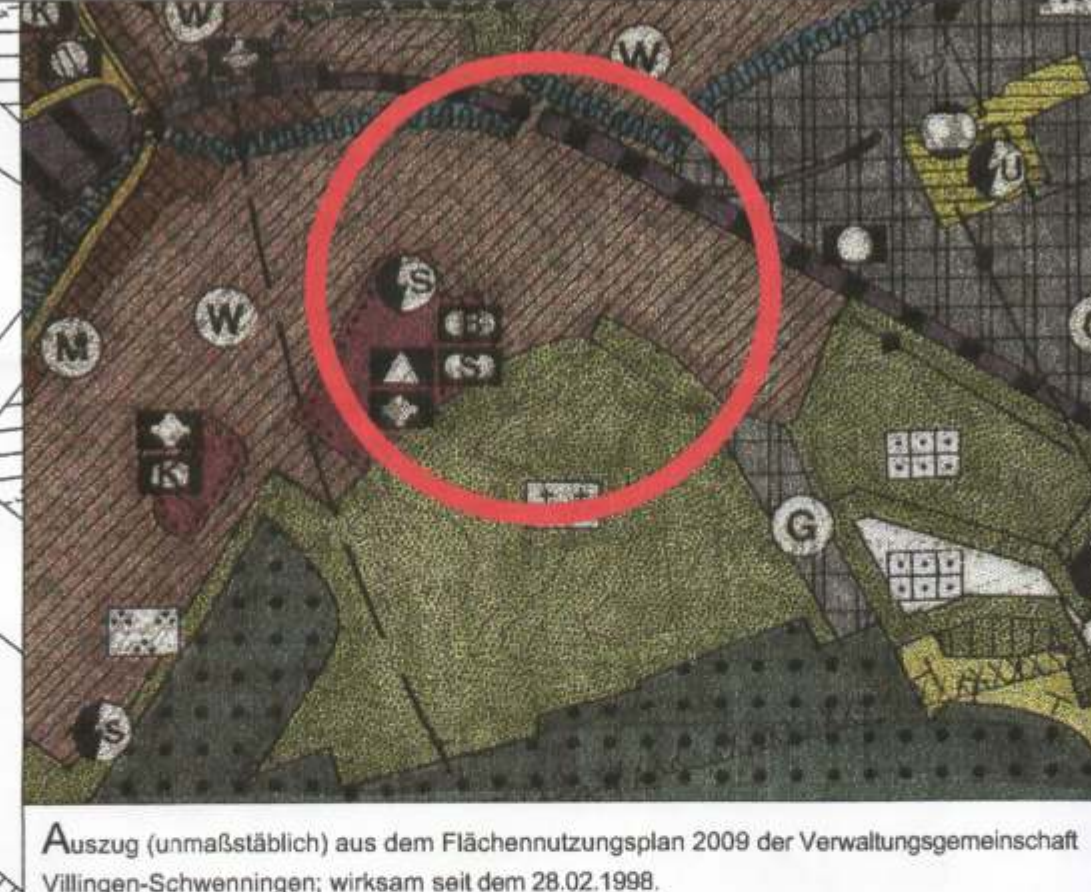 K
W
W
S
U
B
S
W
M
K
G
S
Auszug (unmaßstäblich) aus dem Flächennutzungsplan 2009 der Verwaltungsgemeinschaft
Villingen-Schwenningen; wirksam seit dem 28.02.1998.